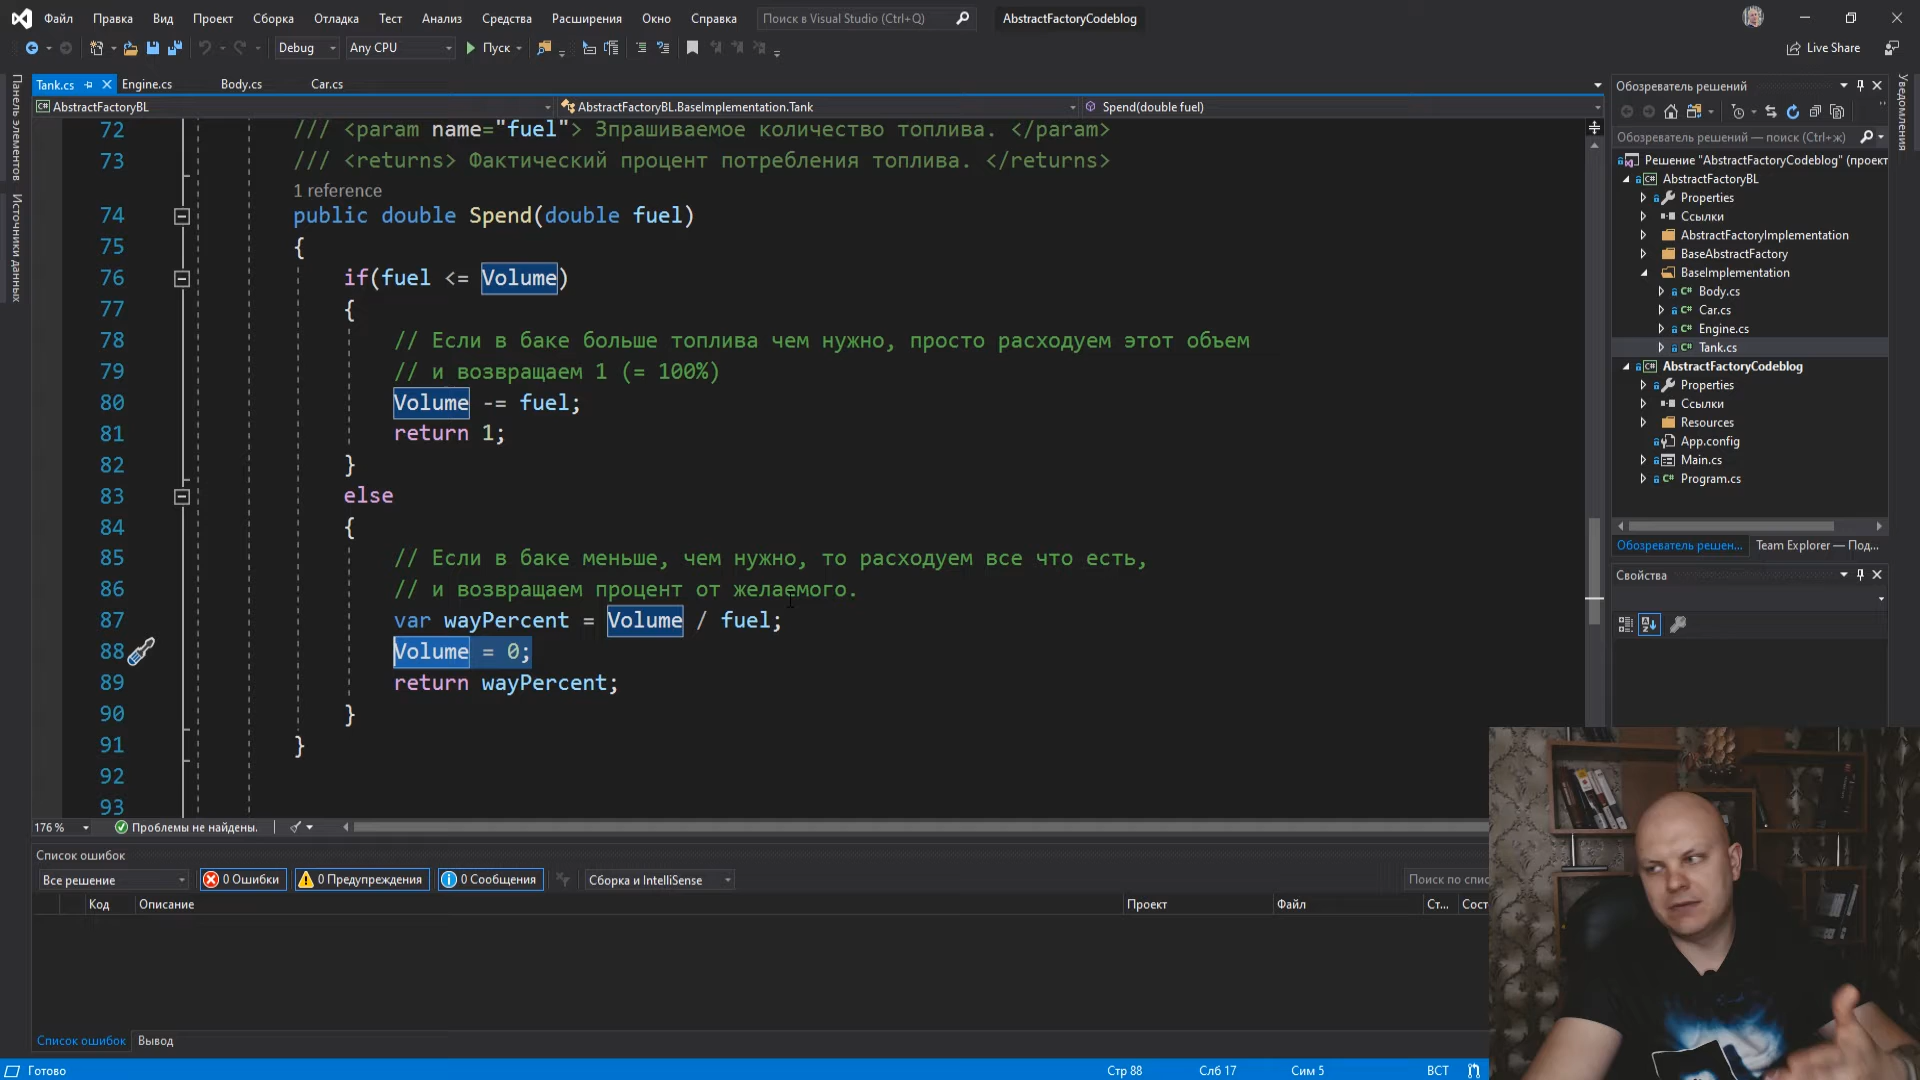 Файл Правка Вид Проект Сборка Отладка Тест Анализ Средства Расширения Окно Справка Поиск в Visual Studio (Ctrl+Q) AbstractFactoryCodeblog
Debug Any CPU Пуск Live Share
Панель элементов
Источники данных
Уведомления
Tank.cs Engine.cs Body.cs Car.cs
AbstractFactoryBL AbstractFactoryBL.BaseImplementation.Tank Spend(double fuel)
72 /// <param name="fuel"> Зпрашиваемое количество топлива. </param>
73 /// <returns> Фактический процент потребления топлива. </returns>
1 reference
74 public double Spend(double fuel)
75 {
76 if(fuel <= Volume)
77 {
78 // Если в баке больше топлива чем нужно, просто расходуем этот объем
79 // и возвращаем 1 (= 100%)
80 Volume -= fuel;
81 return 1;
82 }
83 else
84 {
85 // Если в баке меньше, чем нужно, то расходуем все что есть,
86 // и возвращаем процент от желаемого.
87 var wayPercent = Volume / fuel;
88 Volume = 0;
89 return wayPercent;
90 }
91 }
92
93
176 % Проблемы не найдены.
Обозреватель решений
Обозреватель решений — поиск (Ctrl+ж)
Решение "AbstractFactoryCodeblog" (проект
AbstractFactoryBL
Properties
Ссылки
AbstractFactoryImplementation
BaseAbstractFactory
BaseImplementation
Body.cs
Car.cs
Engine.cs
Tank.cs
AbstractFactoryCodeblog
Properties
Ссылки
Resources
App.config
Main.cs
Program.cs
Обозреватель решен... Team Explorer — Под...
Свойства
Список ошибок
Все решение 0 Ошибки 0 Предупреждения 0 Сообщения Сборка и IntelliSense Поиск по спис
Код Описание Проект Файл Ст... Сост
Список ошибок Вывод
Готово Стр 88 Слб 17 Сим 5 ВСТ